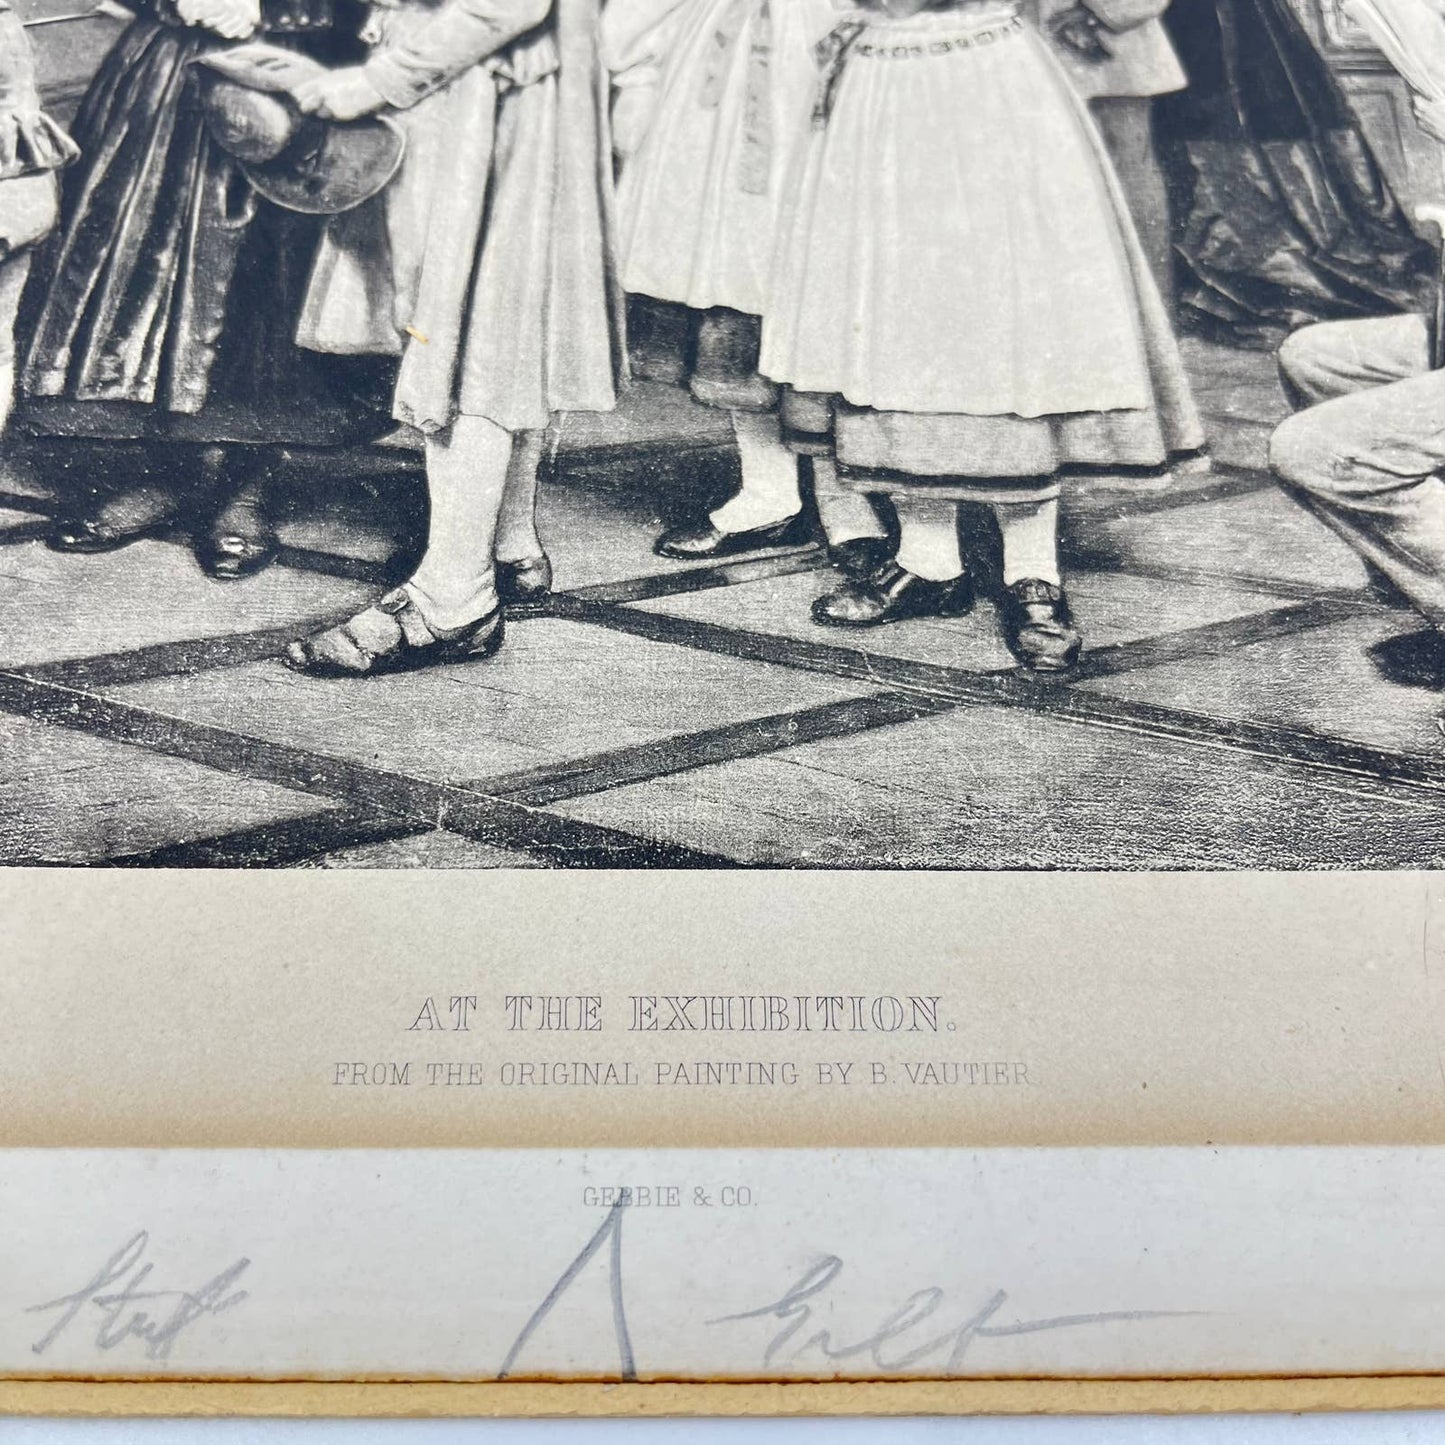 AT THE EXHIBITION.
FROM THE ORIGINAL PAINTING BY B. VAUTIER
GEBBIE & CO.